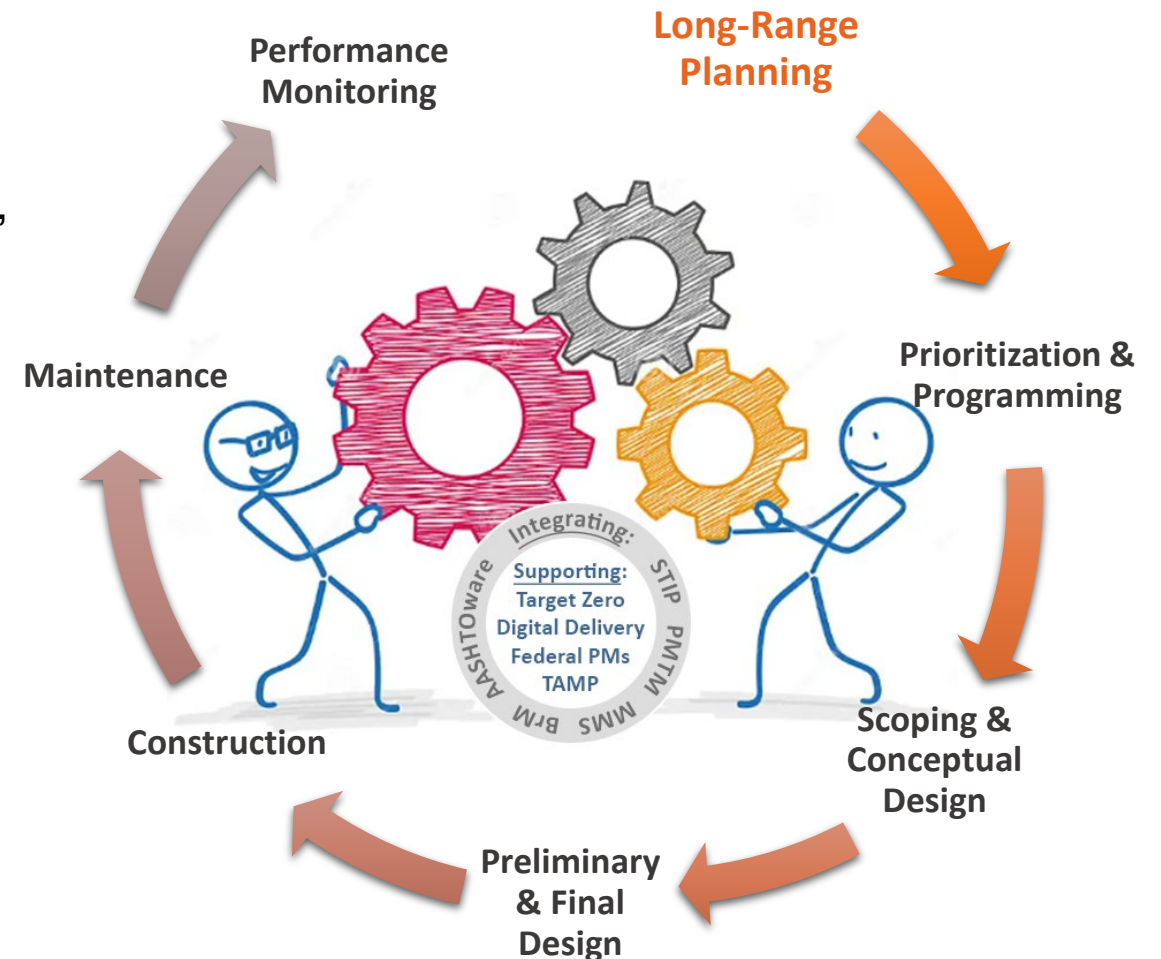 Long-Range
Planning
Prioritization &
Programming
Scoping &
Conceptual
Design
Preliminary
& Final
Design
Construction
Maintenance
Performance
Monitoring
,
Integrating:
STIP
PMTM
MMS
BrM
AASHTOware
Supporting:
Target Zero
Digital Delivery
Federal PMs
TAMP